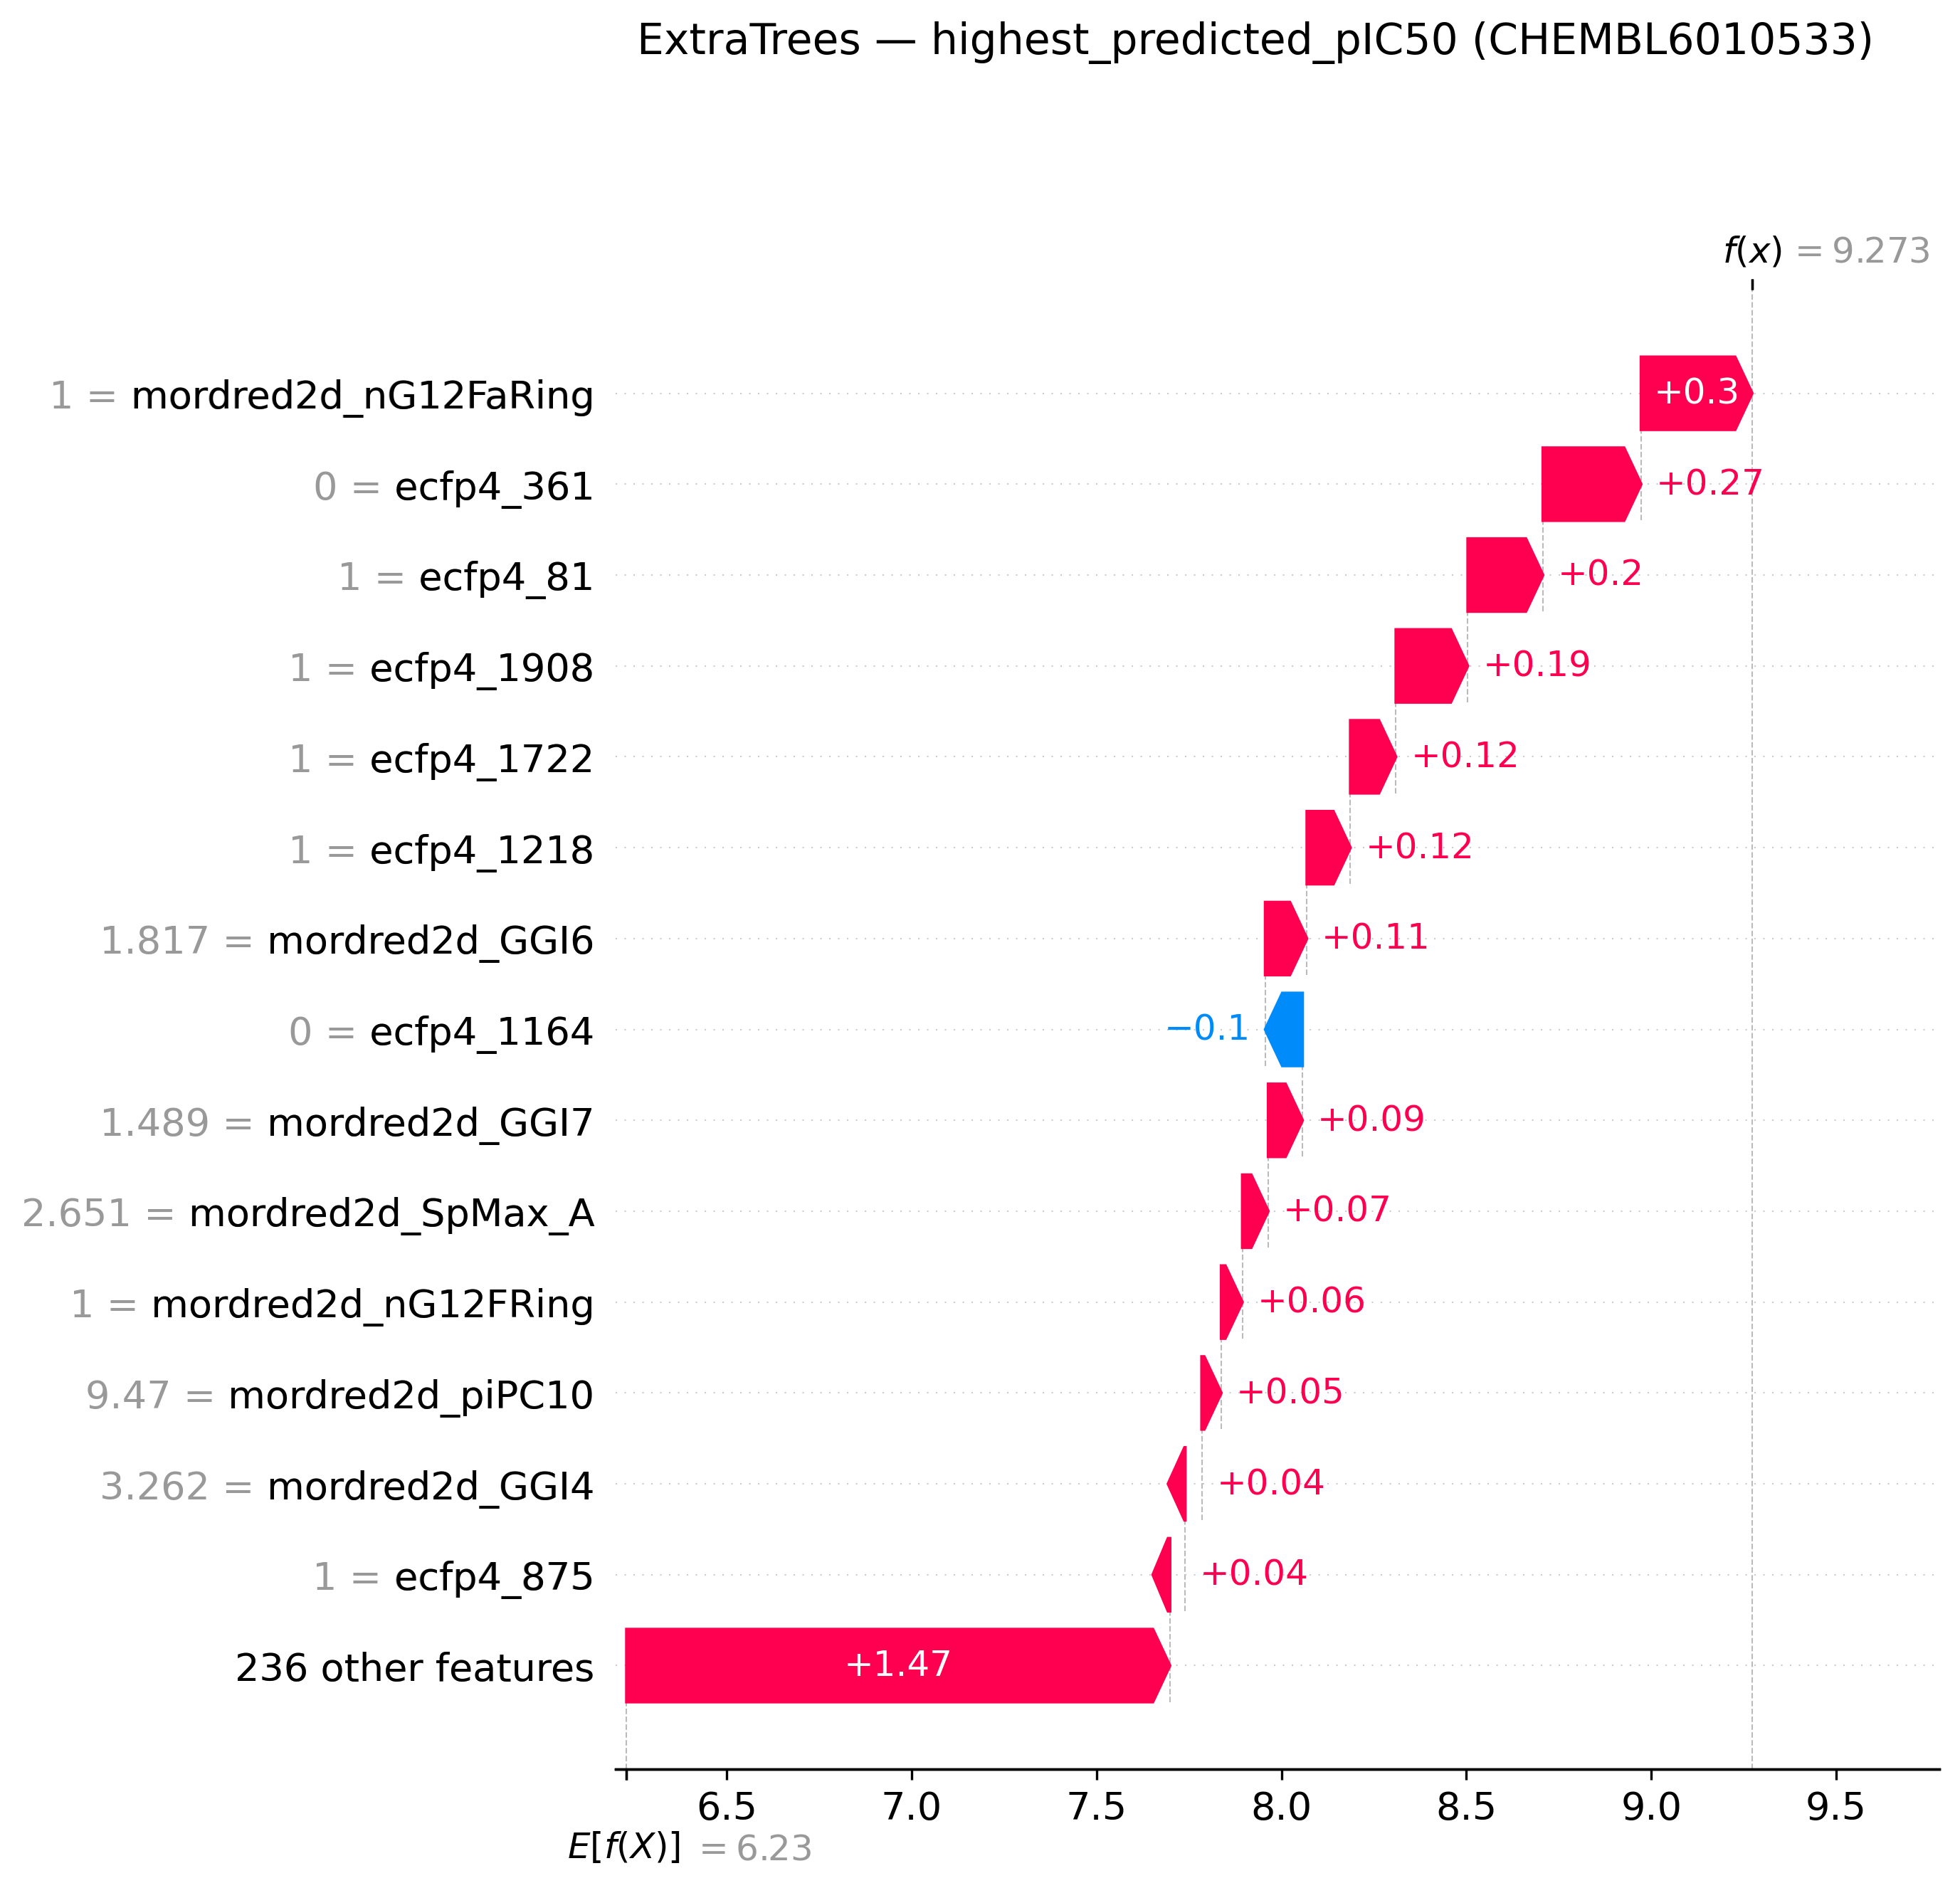 ExtraTrees — highest_predicted_pIC50 (CHEMBL6010533)
f(x) = 9.273
1 = mordred2d_nG12FaRing +0.3
0 = ecfp4_361 +0.27
1 = ecfp4_81 +0.2
1 = ecfp4_1908 +0.19
1 = ecfp4_1722 +0.12
1 = ecfp4_1218 +0.12
1.817 = mordred2d_GGI6 +0.11
0 = ecfp4_1164 −0.1
1.489 = mordred2d_GGI7 +0.09
2.651 = mordred2d_SpMax_A +0.07
1 = mordred2d_nG12FRing +0.06
9.47 = mordred2d_piPC10 +0.05
3.262 = mordred2d_GGI4 +0.04
1 = ecfp4_875 +0.04
236 other features +1.47
6.5 7.0 7.5 8.0 8.5 9.0 9.5
E[f(X)] = 6.23